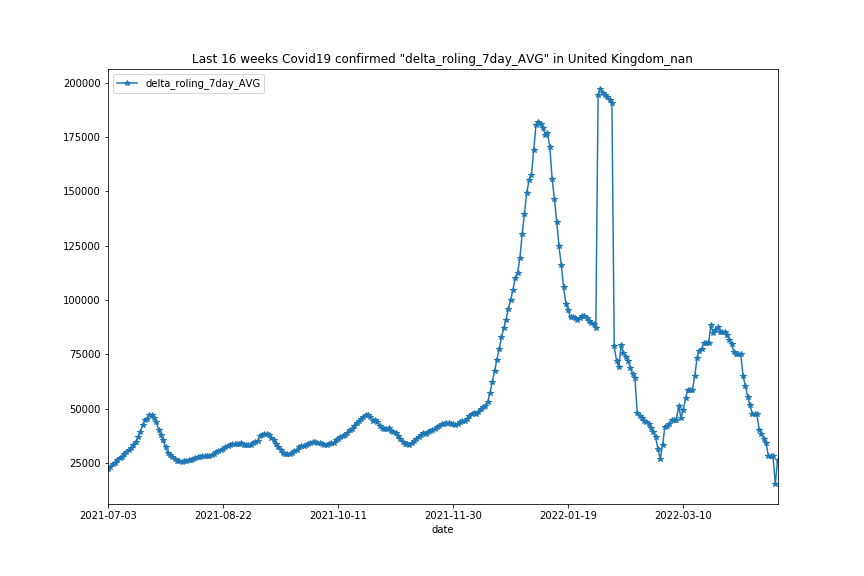 Last 16 weeks Covid19 confirmed "delta_roling_7day_AVG" in United Kingdom_nan
delta_roling_7day_AVG
200000
175000
150000
125000
100000
75000
50000
25000
2021-07-03 2021-08-22 2021-10-11 2021-11-30 2022-01-19 2022-03-10
date